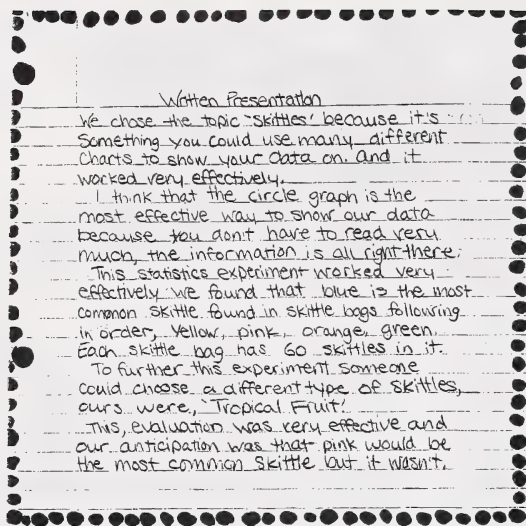 Written Presentation
We chose the topic "Skittles" because it's
Something you could use many different
Charts to show your data on. and it
worked very effectively.
I think that the circle graph is the
most effective way to show our data
because you don't have to read very
much, the information is all right there.
This statistics experiment worked very
effectively we found that blue is the most
common skittle found in skittle bags following
in order, Yellow, pink, orange, green.
Each skittle bag has 60 skittles in it.
To further this experiment someone
could choose a different type of skittles,
ours were, "Tropical Fruit."
This, evaluation was very effective and
our anticipation was that pink would be
the most common skittle but it wasn't.